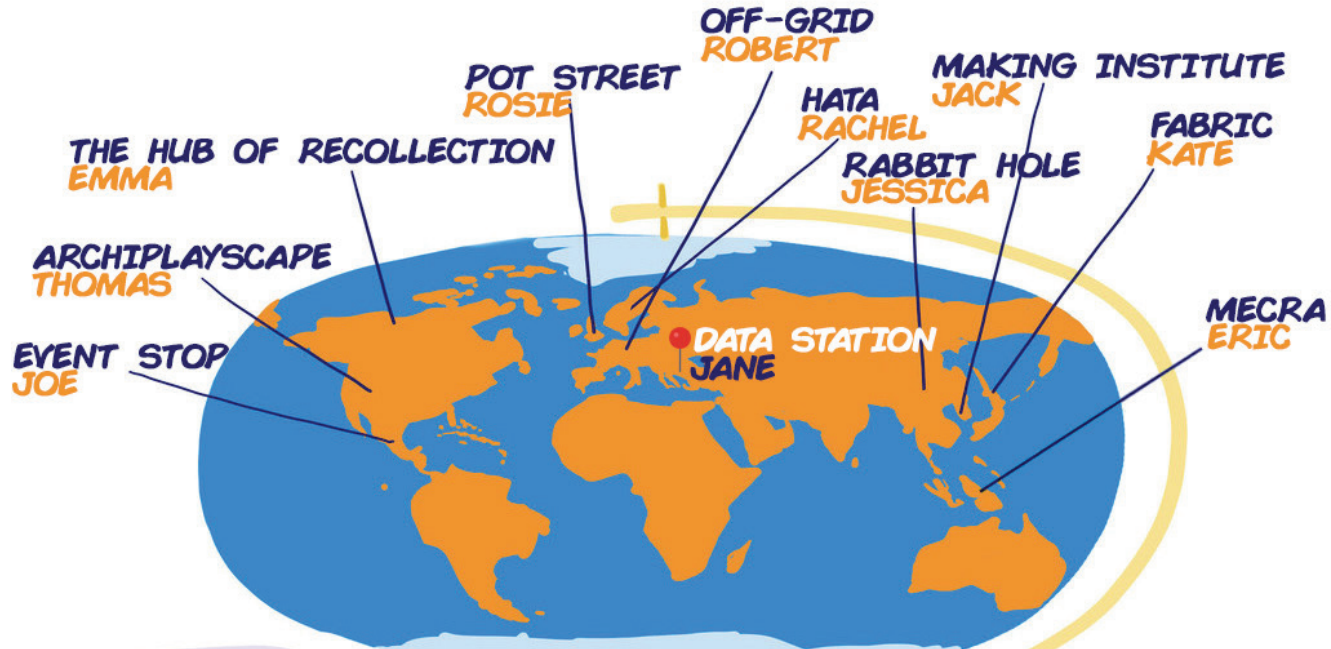 OFF-GRID
ROBERT
POT STREET
ROSIE
MAKING INSTITUTE
JACK
HATA
RACHEL
FABRIC
KATE
THE HUB OF RECOLLECTION
EMMA
RABBIT HOLE
JESSICA
ARCHIPLAYSCAPE
THOMAS
MECRA
ERIC
DATA STATION
JANE
EVENT STOP
JOE